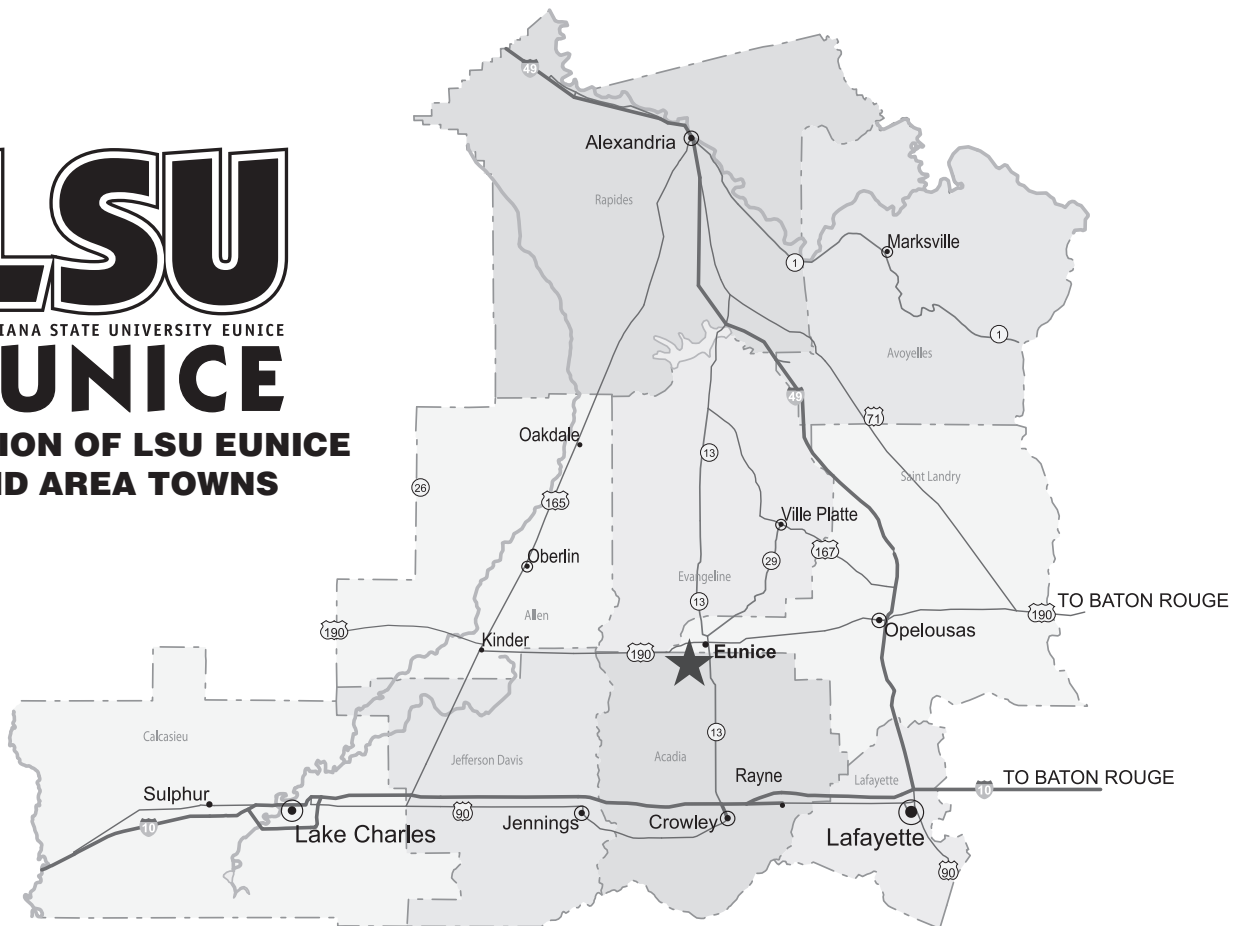 LSU
IANA STATE UNIVERSITY EUNICE
UNICE
ION OF LSU EUNICE
ND AREA TOWNS
49
Alexandria
Rapides
Marksville
1
1
Avoyelles
49
71
Oakdale
13
26
Saint Landry
165
Ville Platte
167
Oberlin
29
Evangeline
13
Allen
TO BATON ROUGE
190
190
Opelousas
Kinder
190
Eunice
13
Calcasieu
Jefferson Davis
Acadia
Rayne
Lafayette
TO BATON ROUGE
10
Sulphur
90
10
Lake Charles
Jennings
Crowley
Lafayette
90